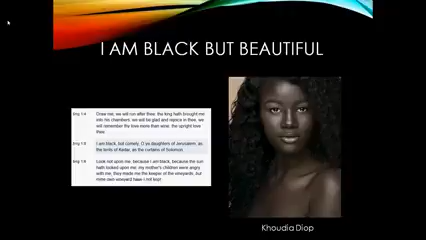 I AM BLACK BUT BEAUTIFUL
Sng 1:4 Draw me, we will run after thee: the king hath brought me
into his chambers: we will be glad and rejoice in thee, we
will remember thy love more than wine: the upright love
thee.
Sng 1:5 I am black, but comely, O ye daughters of Jerusalem, as
the tents of Kedar, as the curtains of Solomon.
Sng 1:6 Look not upon me, because I am black, because the sun
hath looked upon me: my mother's children were angry
with me; they made me the keeper of the vineyards; but
mine own vineyard have I not kept.
Khoudia Diop